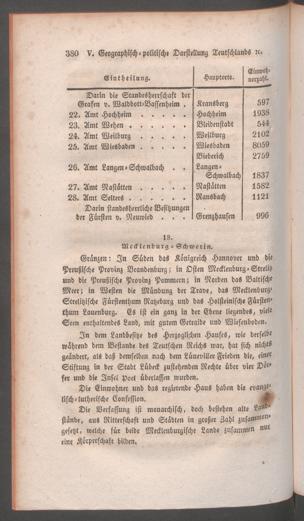 380 V. Geographisch-politische Darstellung Teutschlands ꝛc.
Eintheilung. Hauptorte. Einwoh-
nerzahl.
Darin die Standesherrschaft der
Grafen v. Waldbott-Bassenheim . Kransberg 597
22. Amt Hochheim . . . . . Hochheim 1938
23. Amt Wehen . . . . . Bleidenstadt 544
24. Amt Weilburg . . . . . Weilburg 2102
25. Amt Wiesbaden . . . . . Wiesbaden 8059
Bieberich 2759
26. Amt Langen-Schwalbach . . Langen-
Schwalbach 1837
27. Amt Nastätten . . . . . Nastätten 1582
28. Amt Selters . . . . . Ransbach 1121
Darin standesherrliche Besitzungen
der Fürsten v. Neuwied . . . Grenzhausen 996
18.
Mecklenburg-Schwerin.
Gränzen: In Süden das Königreich Hannover und die
Preußische Provinz Brandenburg; in Osten Mecklenburg-Strelitz
und die Preußische Provinz Pommern; in Norden das Baltische
Meer; in Westen die Mündung der Trave, das Mecklenburg-
Strelitzische Fürstenthum Ratzeburg und das Holsteinische Fürsten-
thum Lauenburg. Es ist ein ganz in der Ebene liegendes, viele
Seen enthaltendes Land, mit gutem Getraide und Wiesenboden.
In dem Landbesitze des Herzoglichen Hauses, wie derselbe
während dem Bestande des Teutschen Reichs war, hat sich nichts
geändert, als daß demselben nach dem Lüneviller Frieden die, einer
Stiftung in der Stadt Lübeck zustehenden Rechte über vier Dör-
fer und die Insel Poel überlassen wurden.
Die Einwohner und das regierende Haus haben die evange-
lisch-lutherische Confession.
Die Verfassung ist monarchisch, doch bestehen alte Land-
stände, aus Ritterschaft und Städten in großer Zahl zusammen-
gesetzt, welche für beide Mecklenburgische Lande zusammen nur
eine Körperschaft bilden.